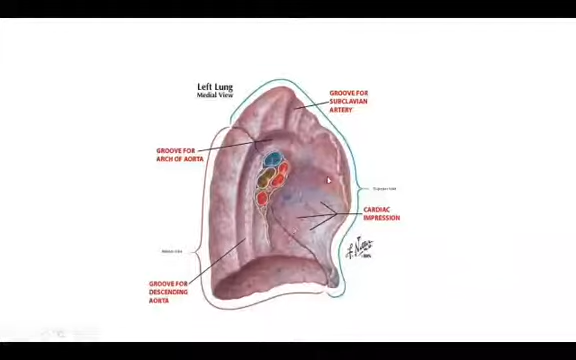 Left Lung
Medial View
GROOVE FOR
SUBCLAVIAN
ARTERY
GROOVE FOR
ARCH OF AORTA
CARDIAC
IMPRESSION
GROOVE FOR
DESCENDING
AORTA